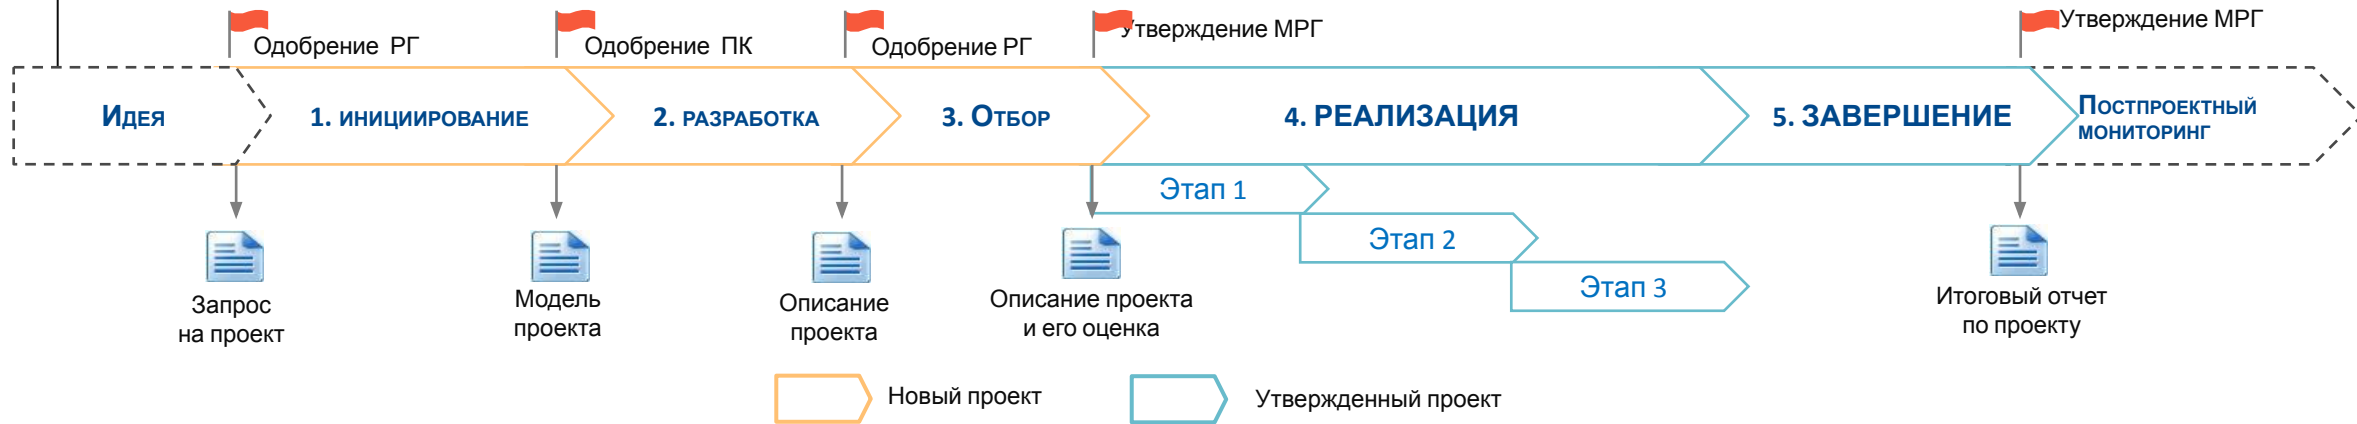 Одобрение РГ
Одобрение ПК
Одобрение РГ
Утверждение МРГ
Утверждение МРГ
Идея
1. инициирование
2. разработка
3. Отбор
4. РЕАЛИЗАЦИЯ
5. ЗАВЕРШЕНИЕ
Постпроектный
мониторинг
Этап 1
Этап 2
Этап 3
Запрос
на проект
Модель
проекта
Описание
проекта
Описание проекта
и его оценка
Итоговый отчет
по проекту
Новый проект
Утвержденный проект